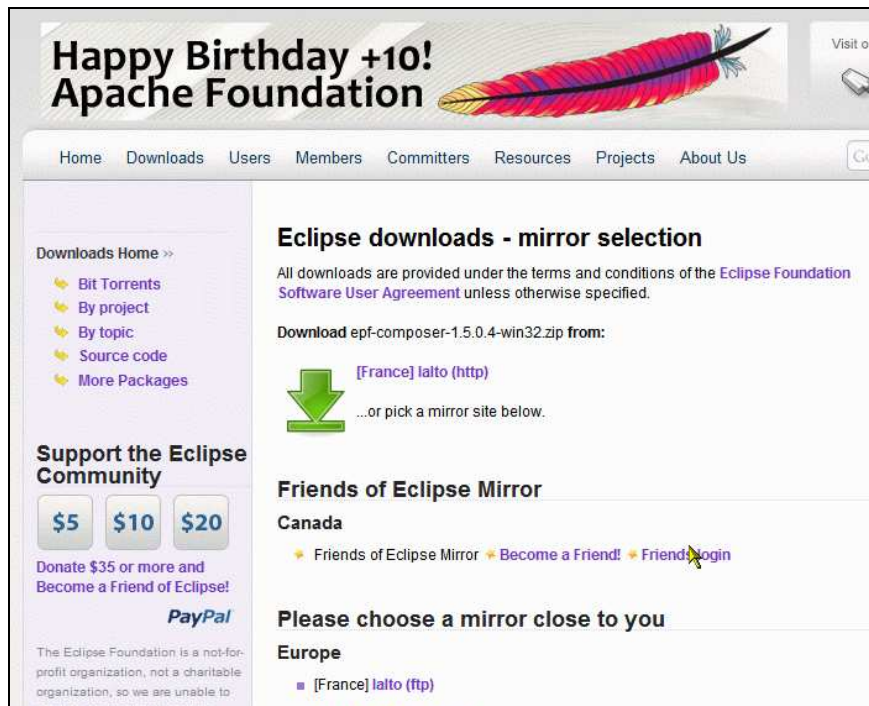 Happy Birthday +10!
Apache Foundation
Visit o
Home Downloads Users Members Committers Resources Projects About Us
Downloads Home »
Bit Torrents
By project
By topic
Source code
More Packages
Support the Eclipse
Community
$5 $10 $20
Donate $35 or more and
Become a Friend of Eclipse!
PayPal
The Eclipse Foundation is a not-for-
profit organization, not a charitable
organization, so we are unable to
Eclipse downloads - mirror selection
All downloads are provided under the terms and conditions of the Eclipse Foundation
Software User Agreement unless otherwise specified.
Download epf-composer-1.5.0.4-win32.zip from:
[France] Ialto (http)
...or pick a mirror site below.
Friends of Eclipse Mirror
Canada
Friends of Eclipse Mirror Become a Friend! Friends login
Please choose a mirror close to you
Europe
[France] Ialto (ftp)